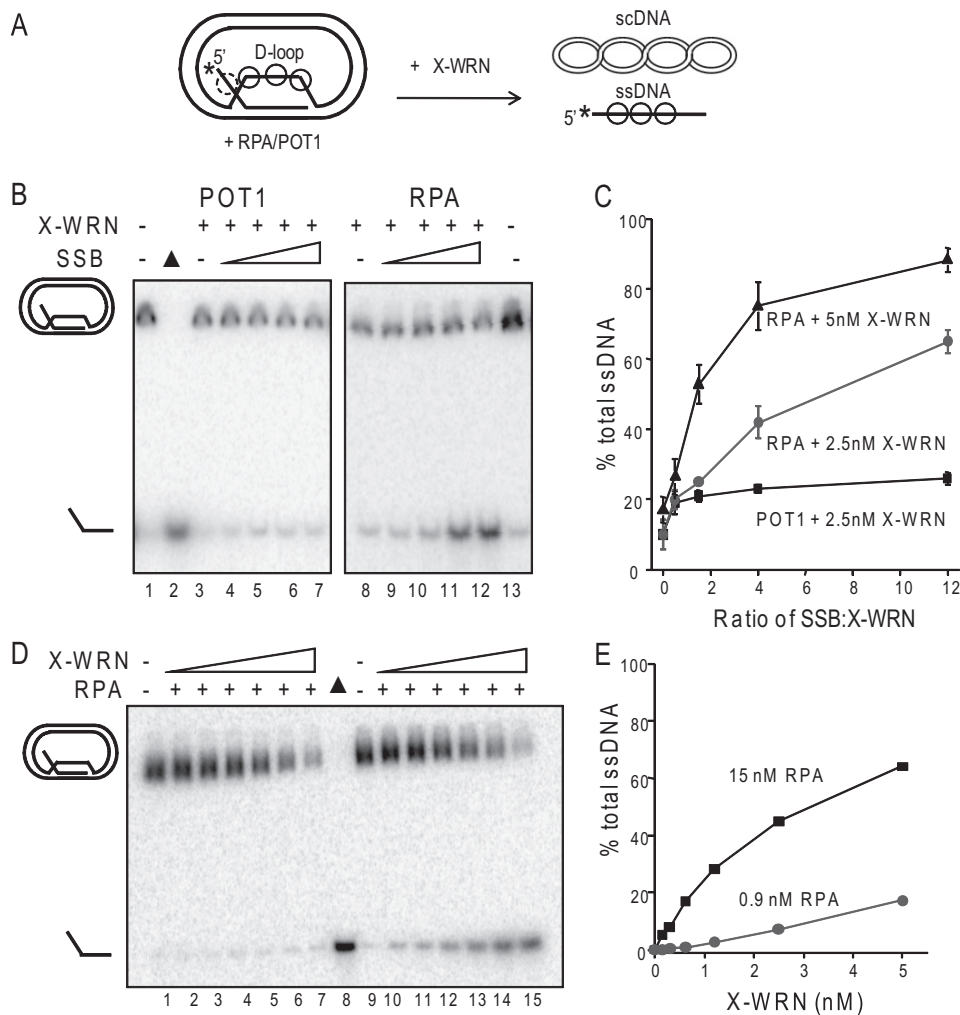 A
5'
*
D-loop
+ RPA/POT1
+ X-WRN
scDNA
ssDNA
5'*
B
POT1 RPA
X-WRN - + + + + + + + + + + -
SSB - ▲ - - -
1 2 3 4 5 6 7 8 9 10 11 12 13
C
% total ssDNA
100
80
60
40
20
0
RPA + 5nM X-WRN
RPA + 2.5nM X-WRN
POT1 + 2.5nM X-WRN
0 2 4 6 8 10 12
Ratio of SSB:X-WRN
D
X-WRN - -
RPA - + + + + + + ▲ - + + + + + +
1 2 3 4 5 6 7 8 9 10 11 12 13 14 15
E
% total ssDNA
100
80
60
40
20
0
15 nM RPA
0.9 nM RPA
0 1 2 3 4 5
X-WRN (nM)